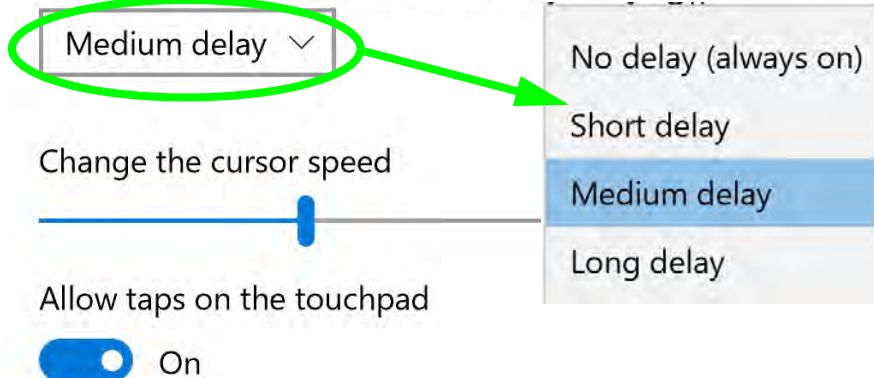 Medium delay
Change the cursor speed
Allow taps on the touchpad
On
No delay (always on)
Short delay
Medium delay
Long delay